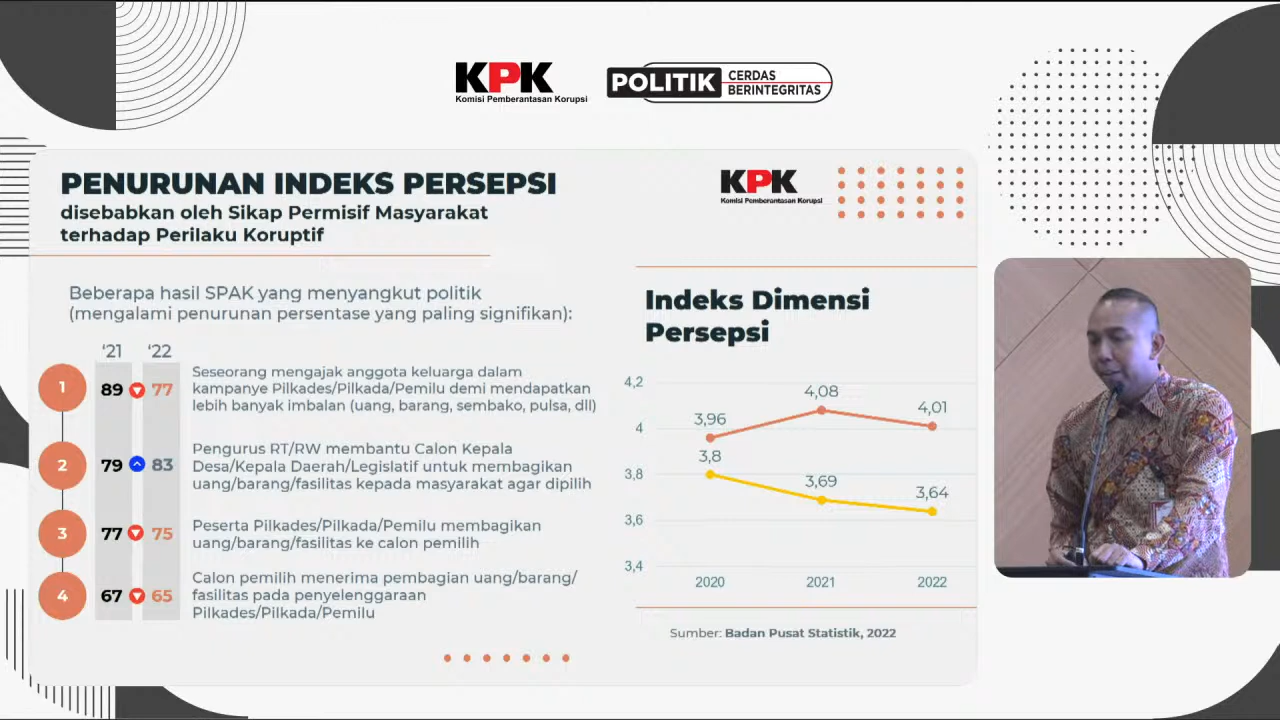 KPK
Komisi Pemberantasan Korupsi
POLITIK
CERDAS
BERINTEGRITAS
PENURUNAN INDEKS PERSEPSI
disebabkan oleh Sikap Permisif Masyarakat
terhadap Perilaku Koruptif
KPK
Komisi Pemberantasan Korupsi
Beberapa hasil SPAK yang menyangkut politik
(mengalami penurunan persentase yang paling signifikan):
‘21 ‘22
1 89 77
Seseorang mengajak anggota keluarga dalam
kampanye Pilkades/Pilkada/Pemilu demi mendapatkan
lebih banyak imbalan (uang, barang, sembako, pulsa, dll)
2 79 83
Pengurus RT/RW membantu Calon Kepala
Desa/Kepala Daerah/Legislatif untuk membagikan
uang/barang/fasilitas kepada masyarakat agar dipilih
3 77 75
Peserta Pilkades/Pilkada/Pemilu membagikan
uang/barang/fasilitas ke calon pemilih
4 67 65
Calon pemilih menerima pembagian uang/barang/
fasilitas pada penyelenggaraan
Pilkades/Pilkada/Pemilu
Indeks Dimensi
Persepsi
4,2
4
3,8
3,6
3,4
3,96 4,08 4,01
3,8 3,69 3,64
2020 2021 2022
Sumber: Badan Pusat Statistik, 2022